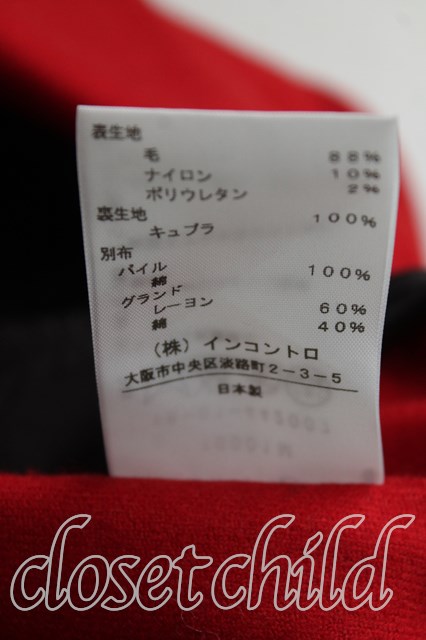 表生地
毛 88%
ナイロン 10%
ポリウレタン 2%
裏生地 100%
キュプラ
別布
パイル 100%
綿
グランド
レーヨン 60%
綿 40%
(株)インコントロ
大阪市中央区淡路町2-3-5
日本製
closet child